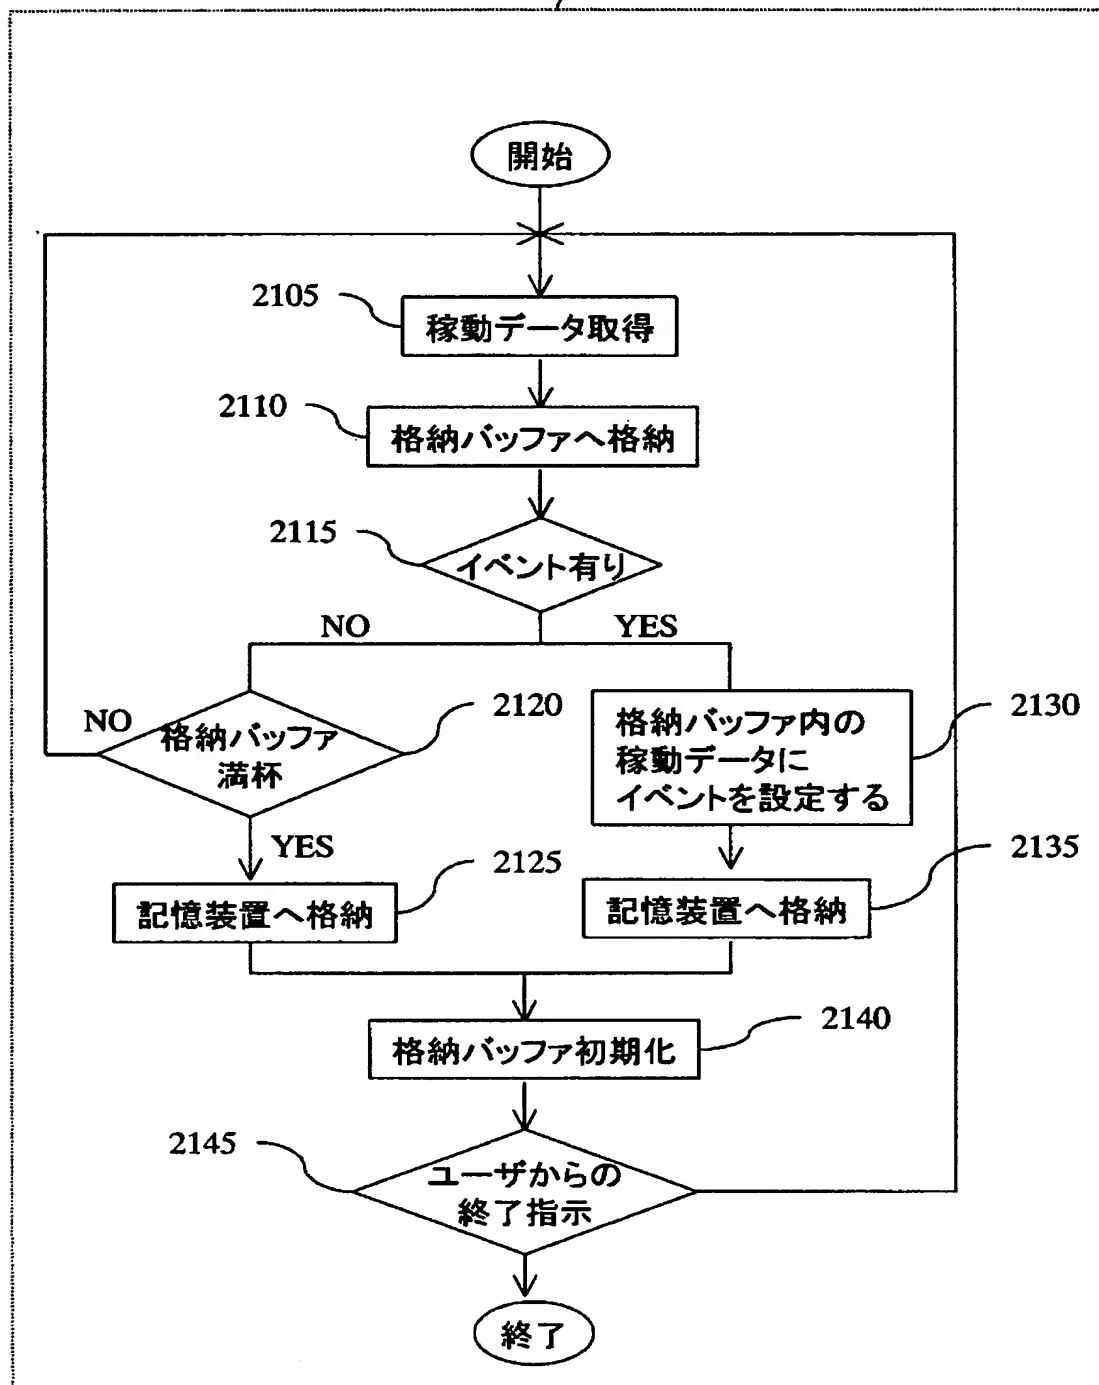 開始
2105
稼動データ取得
2110
格納バッファへ格納
2115
イベント有り
NO
YES
NO
格納バッファ
満杯
2120
格納バッファ内の
稼動データに
イベントを設定する
2130
YES
2125
記憶装置へ格納
2135
記憶装置へ格納
格納バッファ初期化
2140
2145
ユーザからの
終了指示
終了